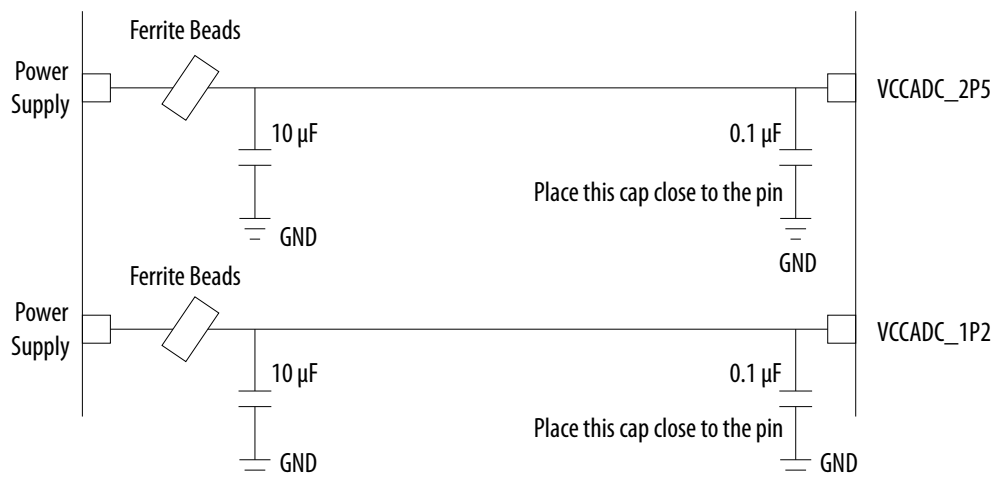 Ferrite Beads
Power
Supply
VCCADC_2P5
10 µF
0.1 µF
Place this cap close to the pin
GND
GND
Ferrite Beads
Power
Supply
VCCADC_1P2
10 µF
0.1 µF
Place this cap close to the pin
GND
GND